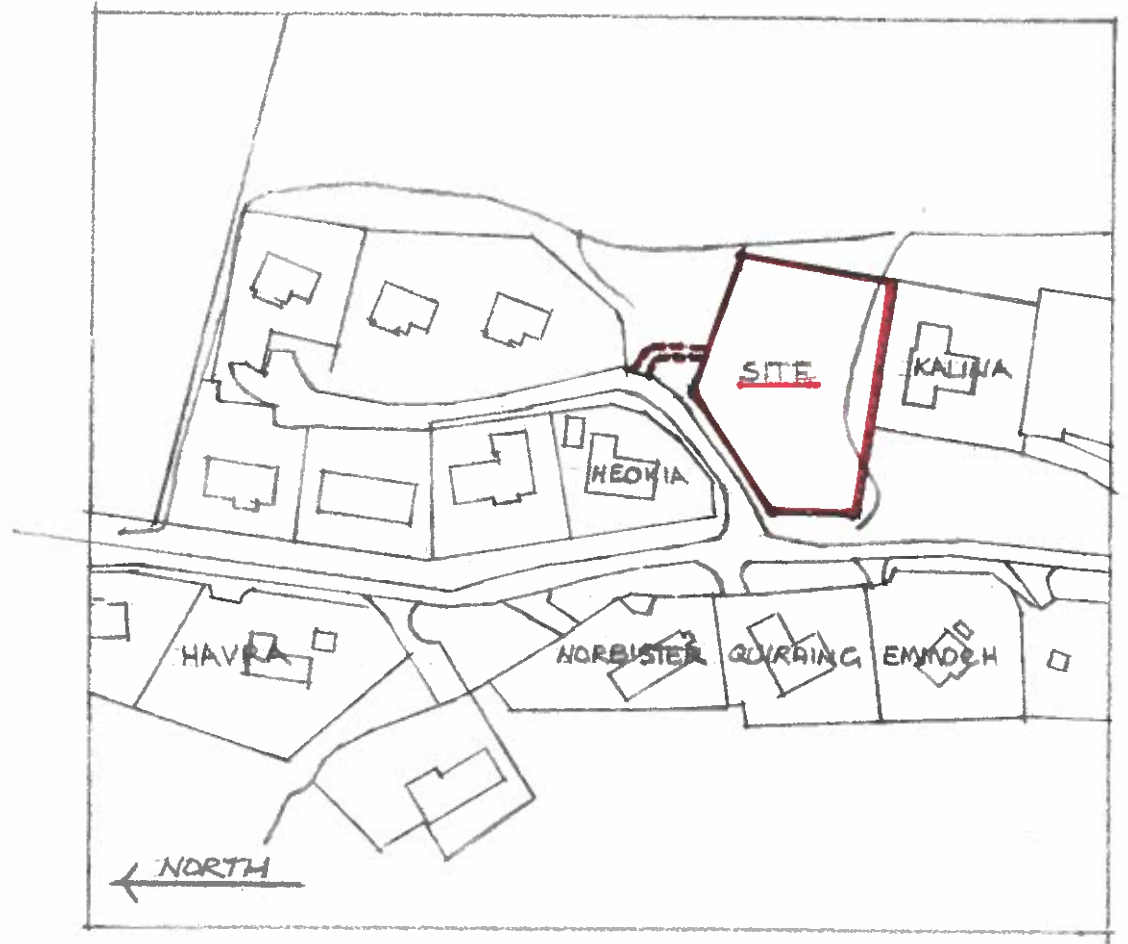 SITE
KALINA
HEOKIA
HAVRA
NORBISTER
QUIRAING
EMMOCH
NORTH